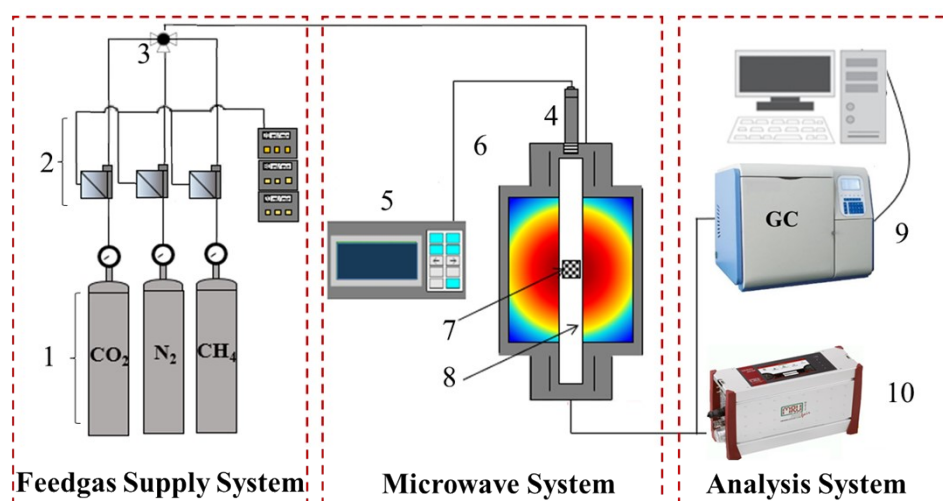 3
4
6
2
5
GC
9
7
1
CO₂
N₂
CH₄
8
10
Feedgas Supply System
Microwave System
Analysis System